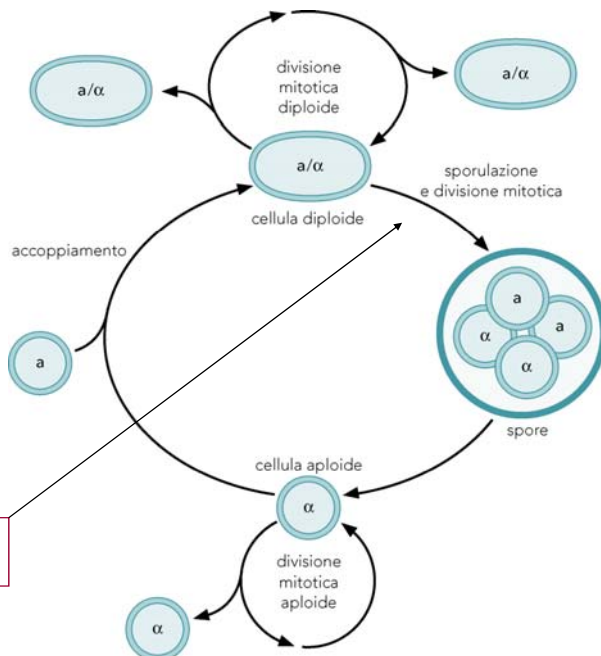 divisione
mitotica
diploide
a/α
a/α
a/α
cellula diploide
sporulazione
e divisione mitotica
accoppiamento
a
a
α
a
α
spore
cellula aploide
α
divisione
mitotica
aploide
α